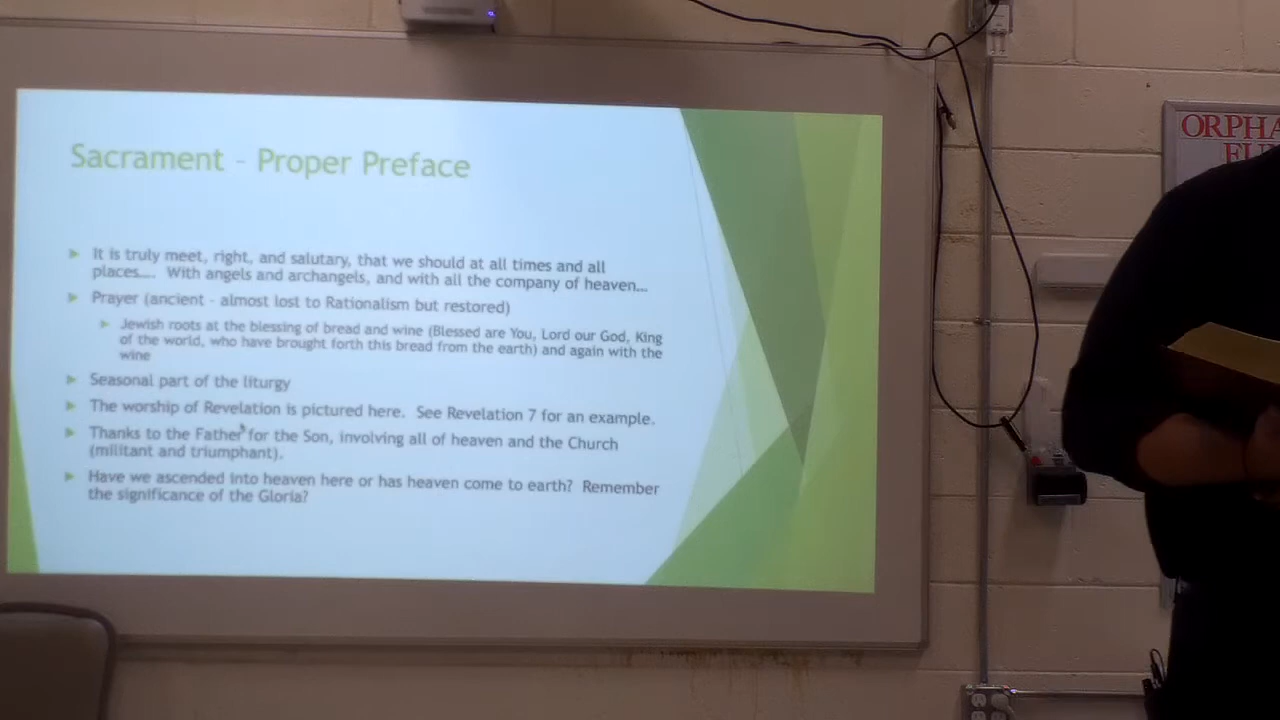 Sacrament - Proper Preface
It is truly meet, right, and salutary, that we should at all times and all
places.... With angels and archangels, and with all the company of heaven...
Prayer (ancient - almost lost to Rationalism but restored)
Jewish roots at the blessing of bread and wine (Blessed are You, Lord our God, King
of the world, who have brought forth this bread from the earth) and again with the
wine
Seasonal part of the liturgy
The worship of Revelation is pictured here. See Revelation 7 for an example.
Thanks to the Father for the Son, involving all of heaven and the Church
(militant and triumphant).
Have we ascended into heaven here or has heaven come to earth? Remember
the significance of the Gloria?
ORPHA